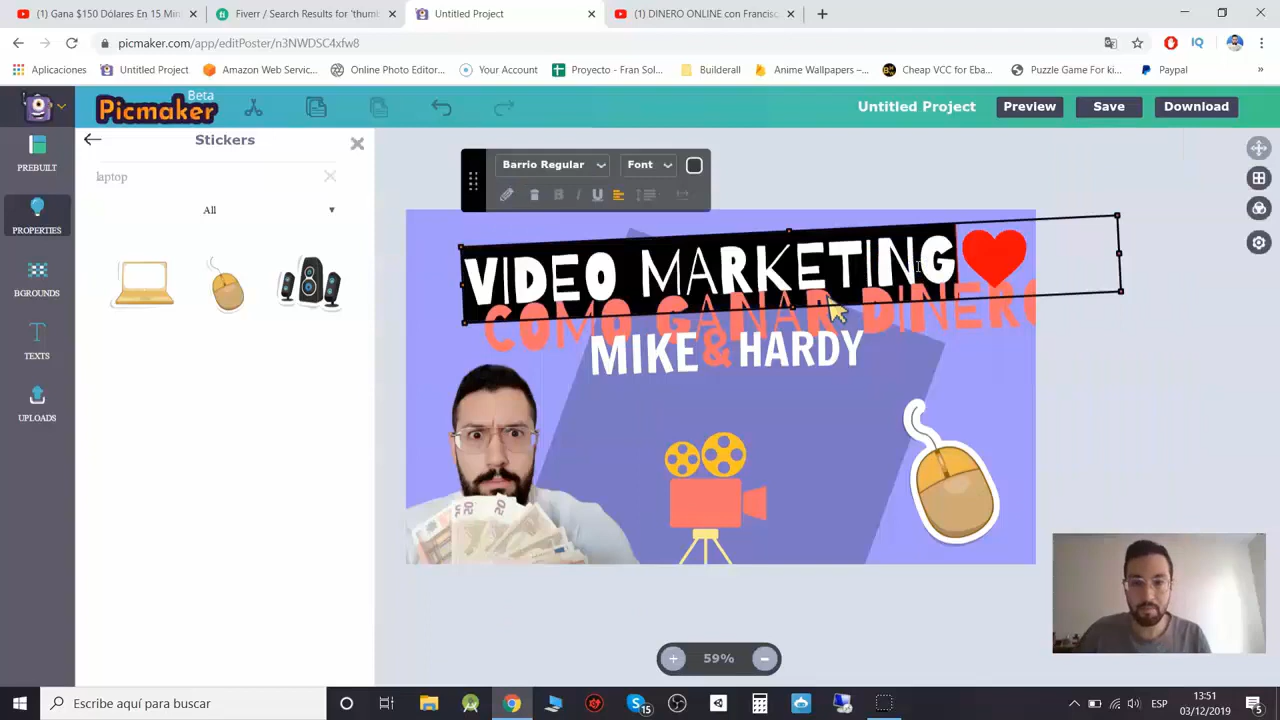 (1) Gana $150 Dólares En 15 Min
Fiverr / Search Results for 'thumb
Untitled Project
(1) DINERO ONLINE con Francisc
picmaker.com/app/editPoster/n3NWDSC4xfw8
IQ
Aplicaciones
Untitled Project
Amazon Web Servic...
Online Photo Editor...
Your Account
Proyecto - Fran Sol...
Builderall
Anime Wallpapers –...
Cheap VCC for Eba...
Puzzle Game For ki...
Paypal
»
Beta
Picmaker
Untitled Project
Preview
Save
Download
PREBUILT
PROPERTIES
BGROUNDS
TEXTS
UPLOADS
Stickers
laptop
All
Barrio Regular
Font
B
i
U
VIDEO MARKETING
COMO GANAR DINERO
MIKE & HARDY
20
59%
Escribe aquí para buscar
15
ESP
13:51
03/12/2019
5